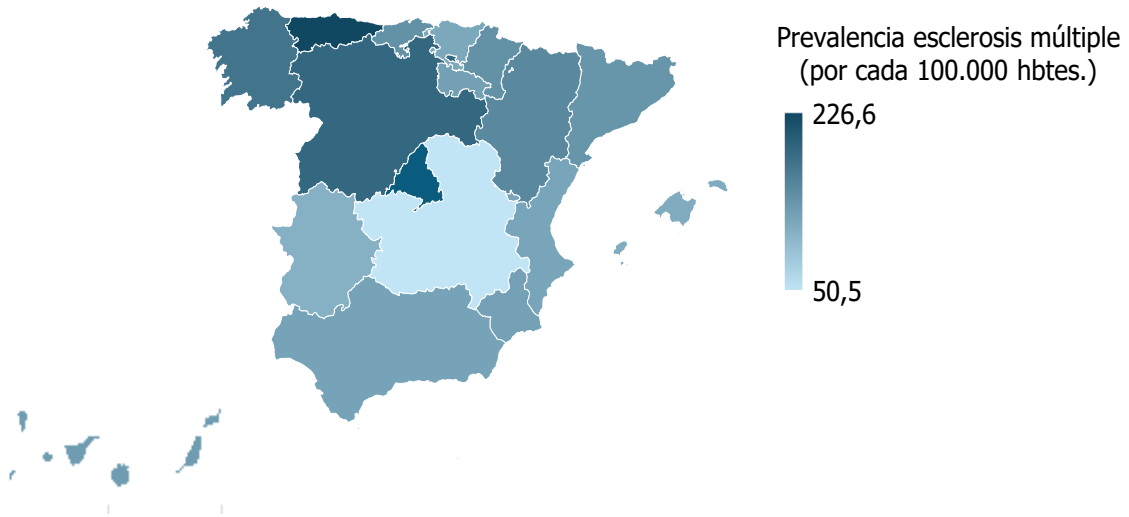 Prevalencia esclerosis múltiple
(por cada 100.000 hbtes.)
226,6
50,5